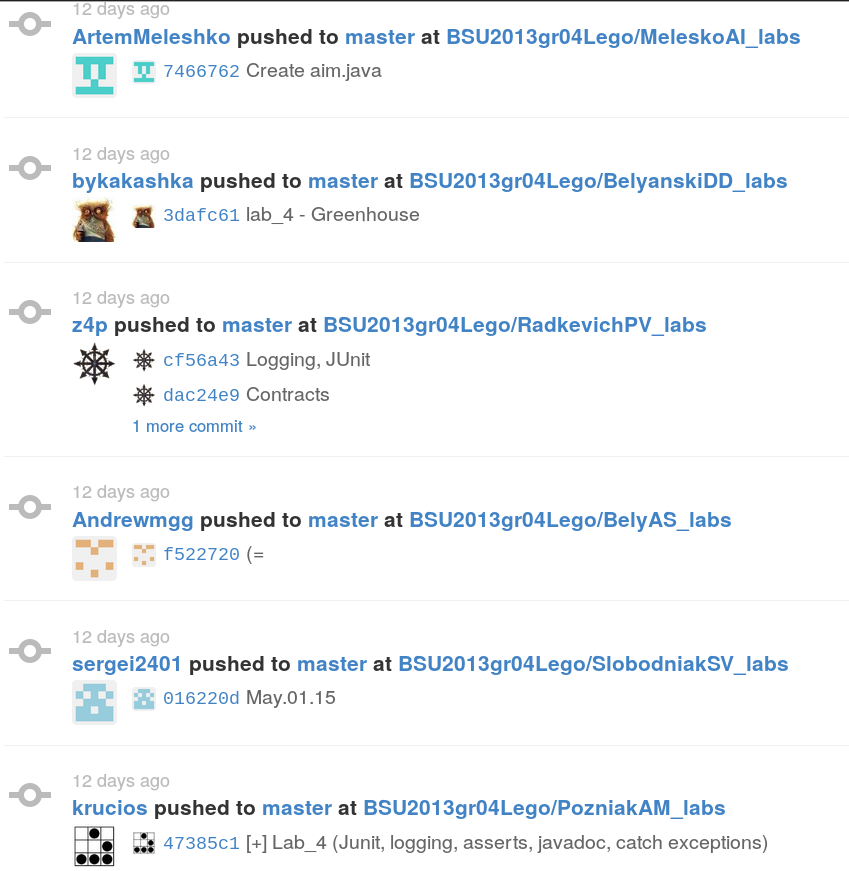 12 days ago
ArtemMeleshko pushed to master at BSU2013gr04Lego/MeleskoAI_labs
7466762 Create aim.java
12 days ago
bykakashka pushed to master at BSU2013gr04Lego/BelyanskiDD_labs
3dafc61 lab_4 - Greenhouse
12 days ago
z4p pushed to master at BSU2013gr04Lego/RadkevichPV_labs
cf56a43 Logging, JUnit
dac24e9 Contracts
1 more commit »
12 days ago
Andrewmgg pushed to master at BSU2013gr04Lego/BelyAS_labs
f522720 (=
12 days ago
sergei2401 pushed to master at BSU2013gr04Lego/SlobodniakSV_labs
016220d May.01.15
12 days ago
krucios pushed to master at BSU2013gr04Lego/PozniakAM_labs
47385c1 [+] Lab_4 (Junit, logging, asserts, javadoc, catch exceptions)